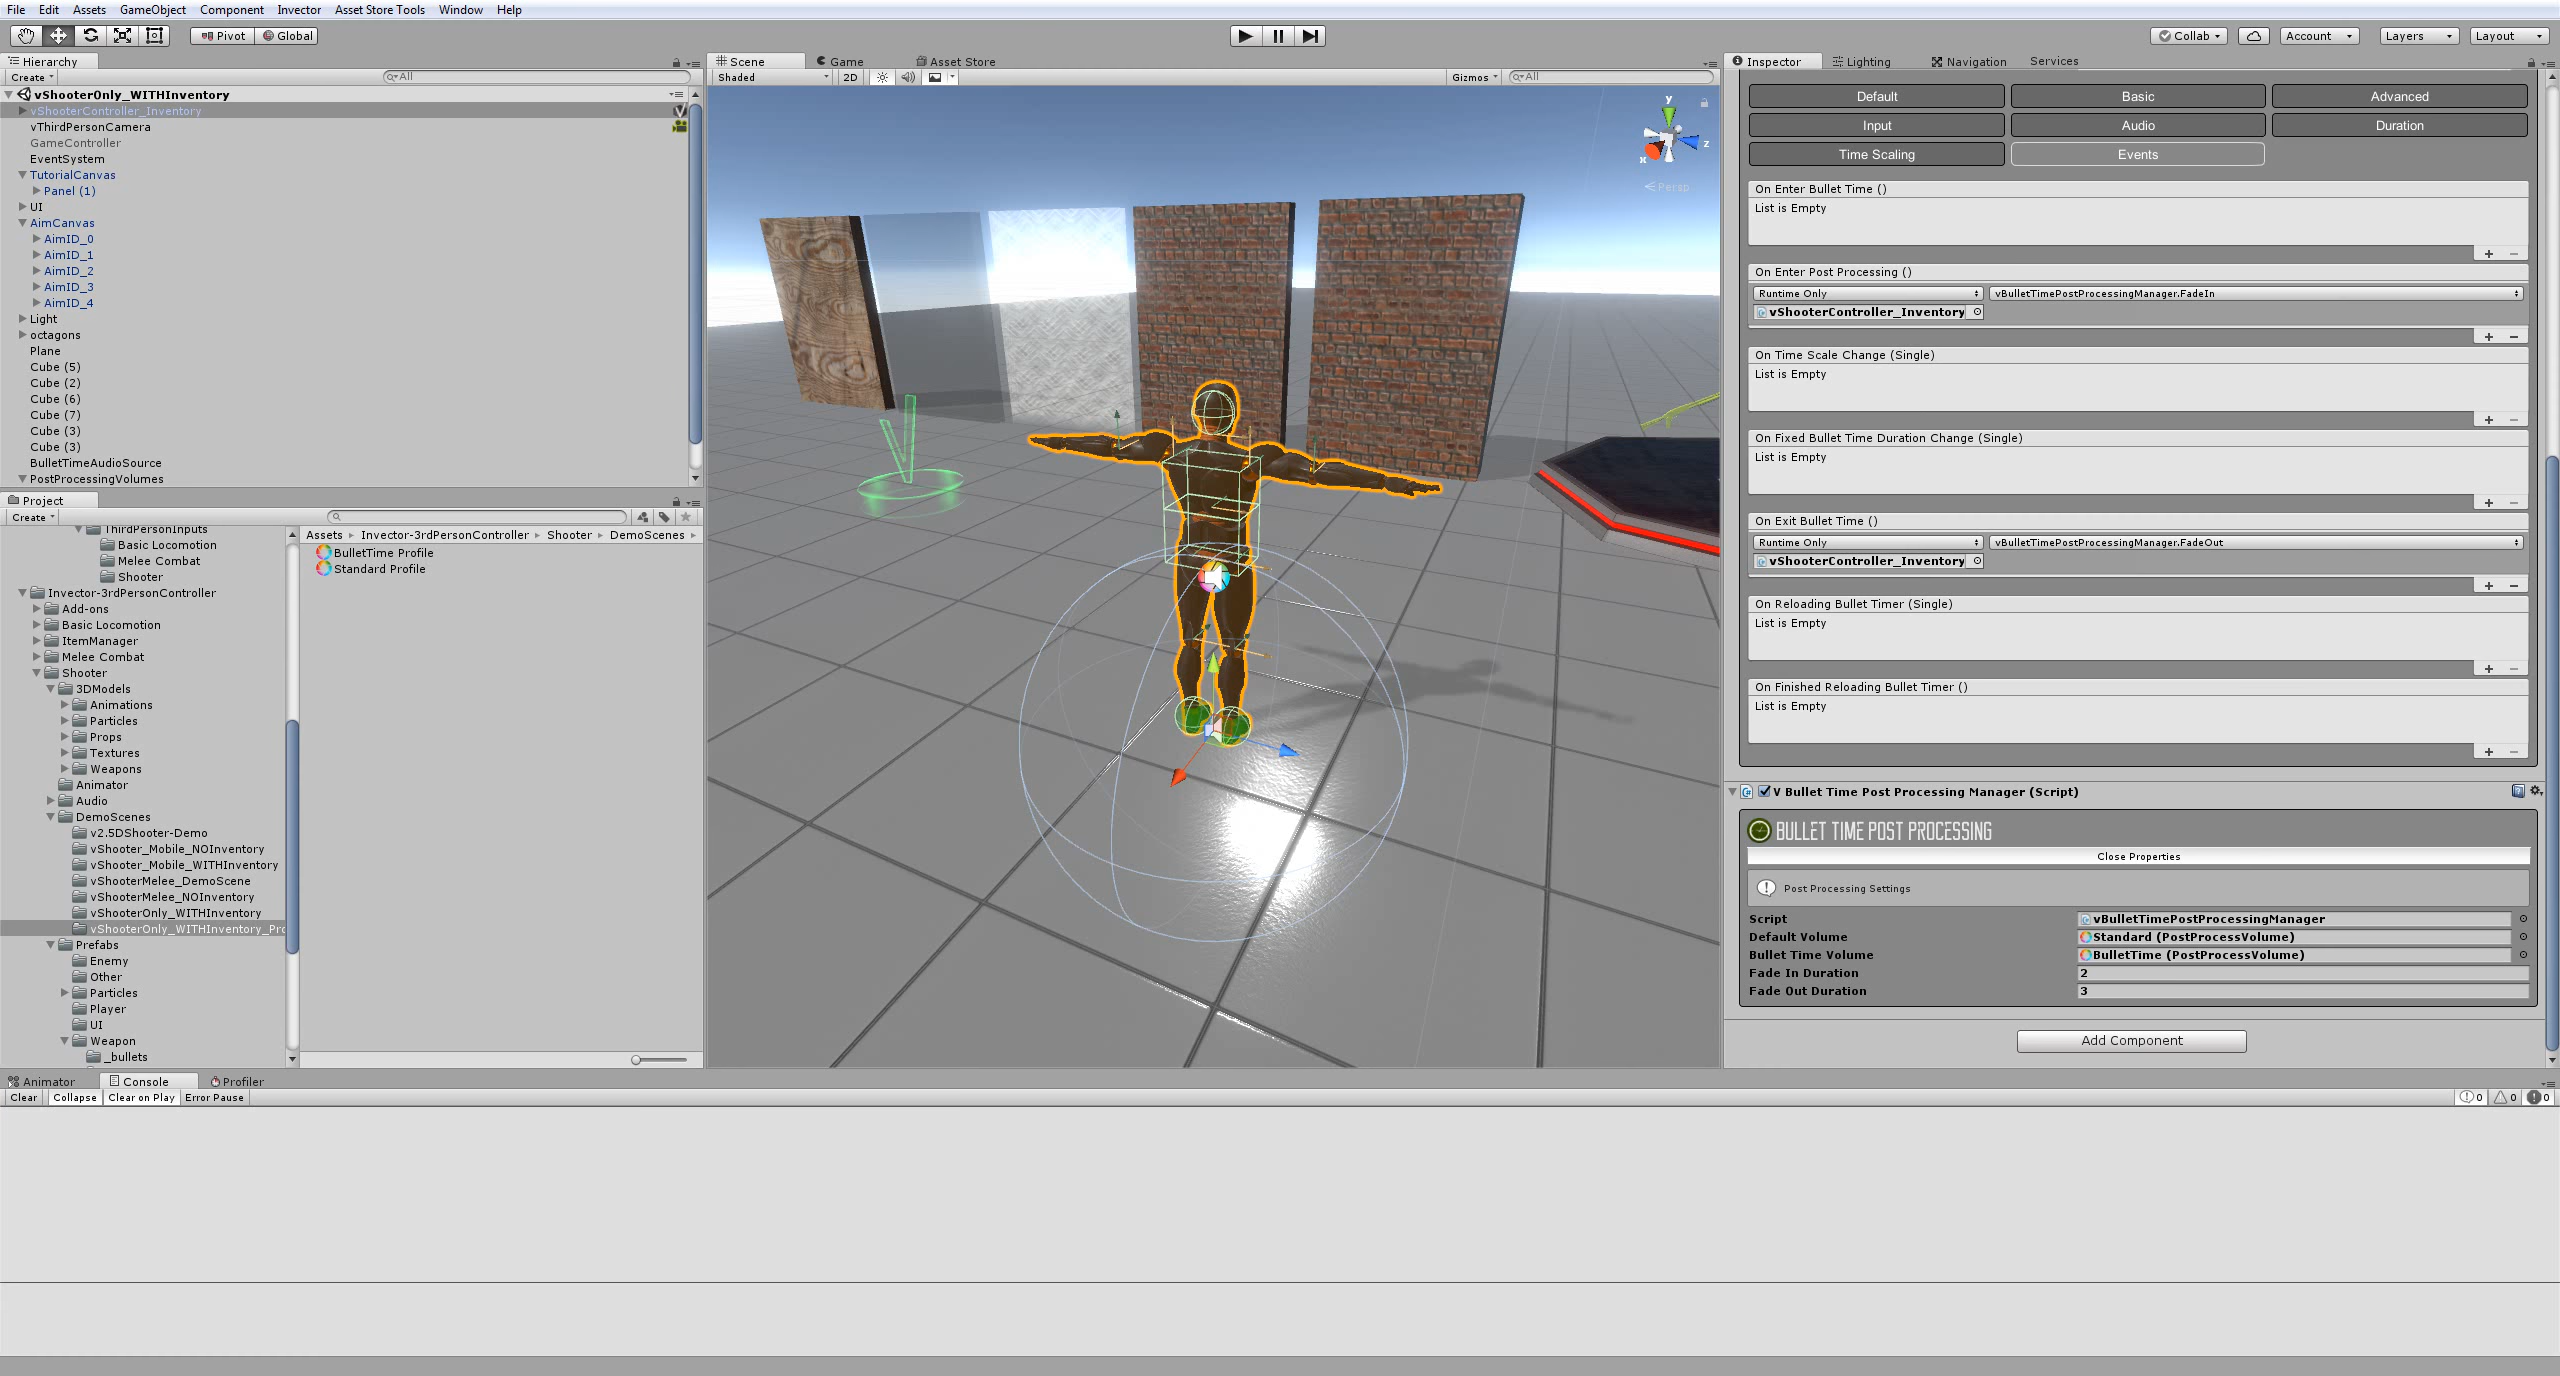 File Edit Assets GameObject Component Invector Asset Store Tools Window Help
Pivot Global Collab Account Layers Layout
Hierarchy
Create All
vShooterOnly_WITHInventory
vShooterController_Inventory
vThirdPersonCamera
GameController
EventSystem
TutorialCanvas
Panel (1)
UI
AimCanvas
AimID_0
AimID_1
AimID_2
AimID_3
AimID_4
Light
octagons
Plane
Cube (5)
Cube (2)
Cube (6)
Cube (7)
Cube (3)
Cube (3)
BulletTimeAudioSource
PostProcessingVolumes
Project
Create
ThirdPersonInputs
Basic Locomotion
Melee Combat
Shooter
Invector-3rdPersonController
Add-ons
Basic Locomotion
ItemManager
Melee Combat
Shooter
3DModels
Animations
Particles
Props
Textures
Weapons
Animator
Audio
DemoScenes
v2.5DShooter-Demo
vShooter_Mobile_NOInventory
vShooter_Mobile_WITHInventory
vShooterMelee_DemoScene
vShooterMelee_NOInventory
vShooterOnly_WITHInventory
vShooterOnly_WITHInventory_Pro
Prefabs
Enemy
Other
Particles
Player
UI
Weapon
_bullets
Assets Invector-3rdPersonController Shooter DemoScenes
BulletTime Profile
Standard Profile
Scene Game Asset Store
Shaded 2D Gizmos All
y
x z
Persp
Inspector Lighting Navigation Services
Default Basic Advanced
Input Audio Duration
Time Scaling Events
On Enter Bullet Time ()
List is Empty
On Enter Post Processing ()
Runtime Only vBulletTimePostProcessingManager.FadeIn
vShooterController_Inventory
On Time Scale Change (Single)
List is Empty
On Fixed Bullet Time Duration Change (Single)
List is Empty
On Exit Bullet Time ()
Runtime Only vBulletTimePostProcessingManager.FadeOut
vShooterController_Inventory
On Reloading Bullet Timer (Single)
List is Empty
On Finished Reloading Bullet Timer ()
List is Empty
V Bullet Time Post Processing Manager (Script)
BULLET TIME POST PROCESSING
Close Properties
Post Processing Settings
Script vBulletTimePostProcessingManager
Default Volume Standard (PostProcessVolume)
Bullet Time Volume BulletTime (PostProcessVolume)
Fade In Duration 2
Fade Out Duration 3
Add Component
Animator Console Profiler
Clear Collapse Clear on Play Error Pause 0 0 0